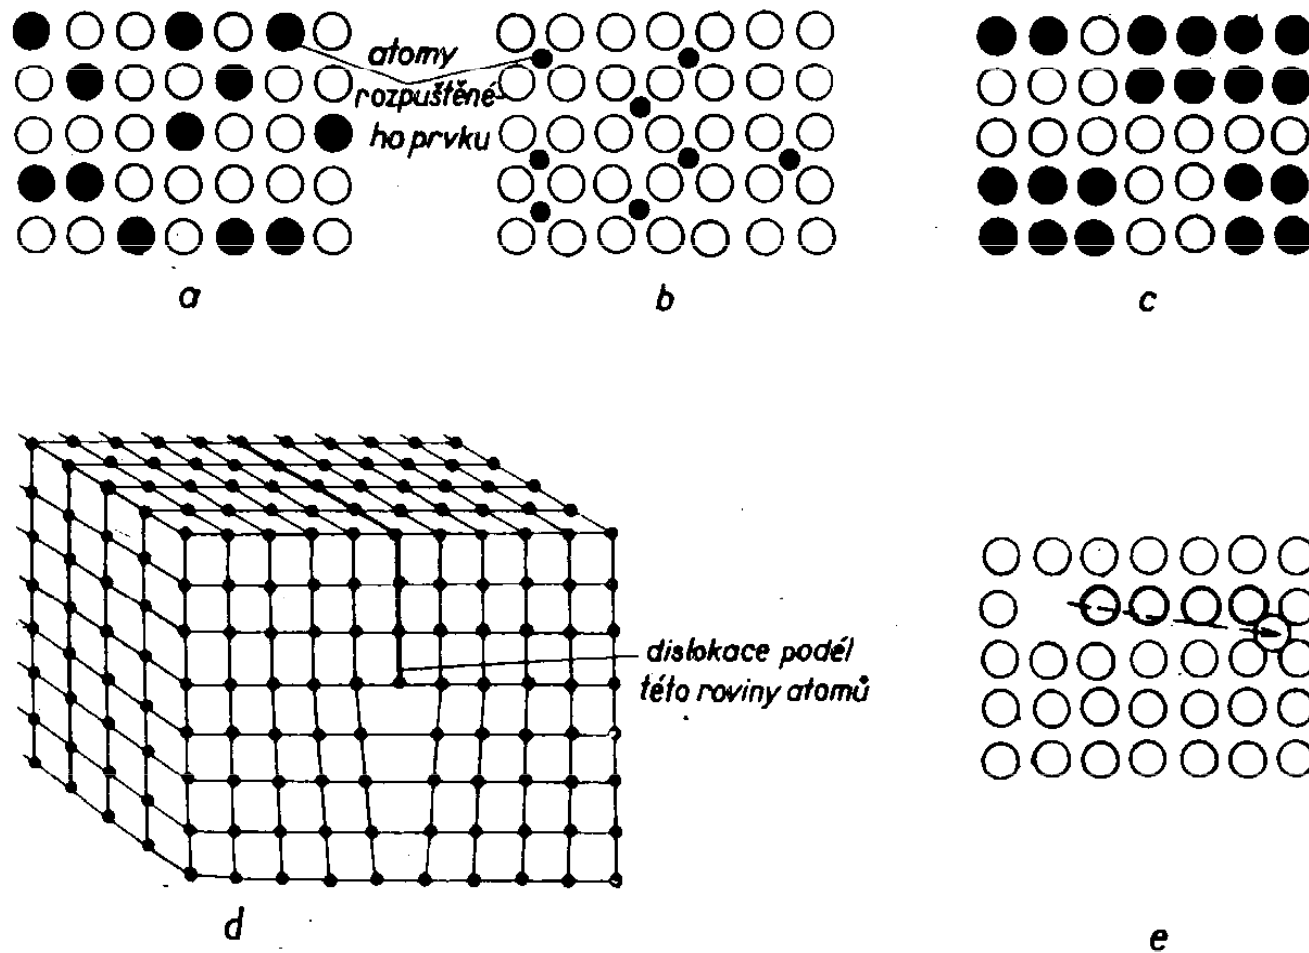 atomy
rozpuštěné-
ho prvku
a
b
c
dislokace podél
této roviny atomů
d
e